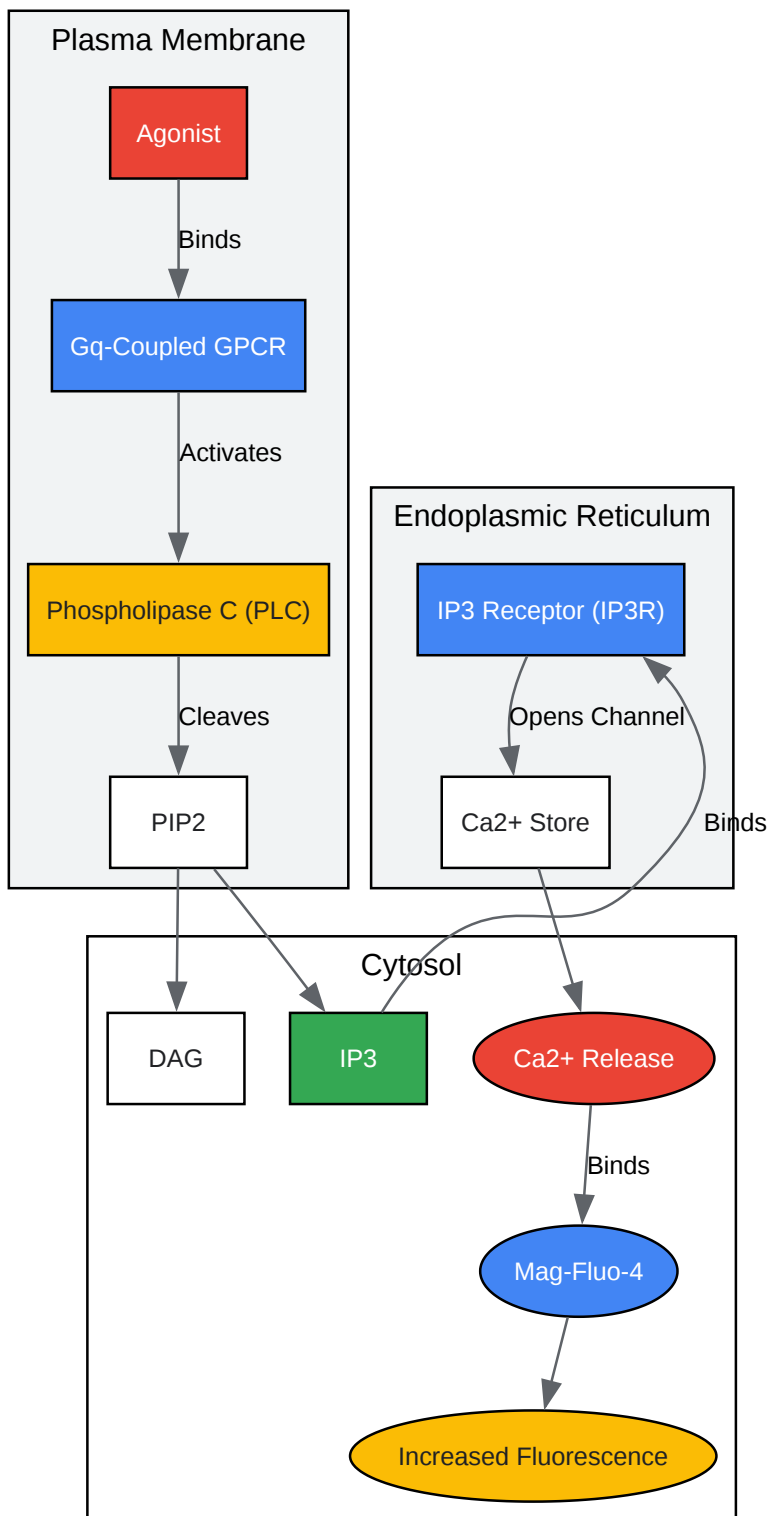 Plasma Membrane
Agonist
Binds
Gq-Coupled GPCR
Activates
Phospholipase C (PLC)
Cleaves
PIP2
Endoplasmic Reticulum
IP3 Receptor (IP3R)
Opens Channel
Ca2+ Store
Binds
Cytosol
DAG
IP3
Ca2+ Release
Binds
Mag-Fluo-4
Increased Fluorescence